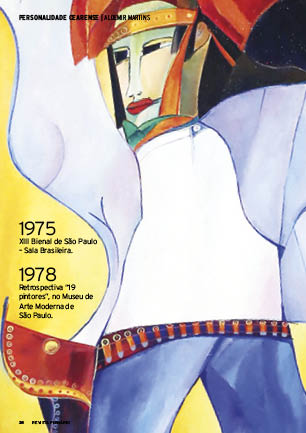 PERSONALIDADE CEARENSE | ALDEMIR MARTINS
1975
XIII Bienal de São Paulo
– Sala Brasileira.
1978
Retrospectiva "19
pintores", no Museu de
Arte Moderna de
São Paulo.
REVISTA